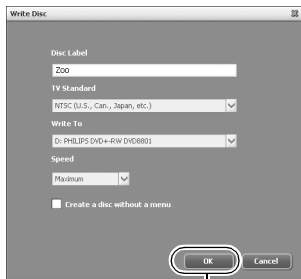 Write Disc
Disc Label
Zoo
TV Standard
NTSC (U.S., Can., Japan, etc.)
Write To
D: PHILIPS DVD+-RW DVD8801
Speed
Maximum
Create a disc without a menu
OK Cancel